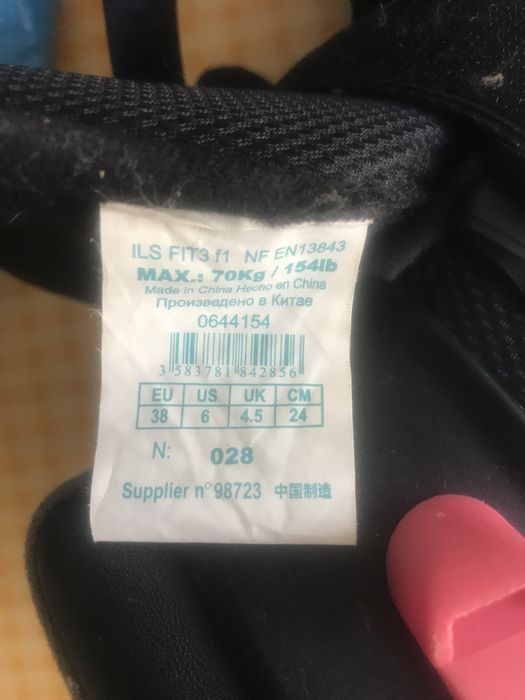 ILS FIT3 f1 NF EN13843
MAX.: 70Kg / 154lb
Made in China Hecho en China
Произведено в Китае
0644154
3 583781 842856
EU US UK CM
38 6 4.5 24
N: 028
Supplier n°98723 中国制造